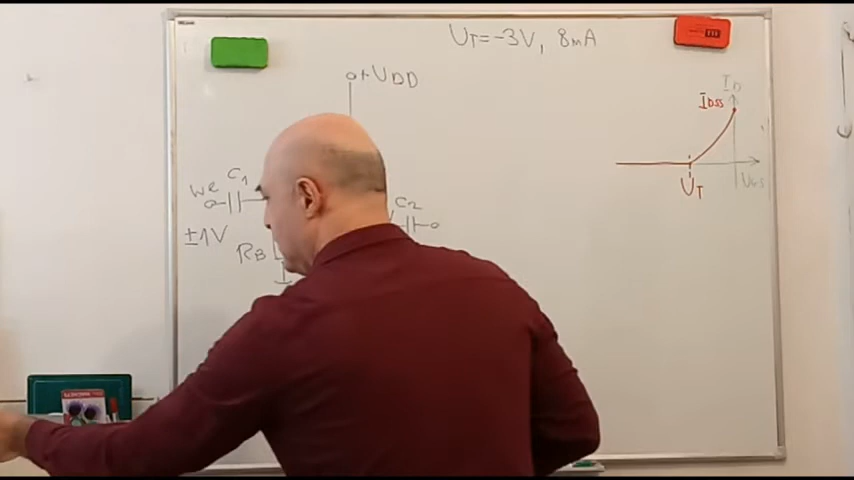 UT=-3V, 8mA
+UDD
ID
IDSS
We
C1
UT
UGS
C2
±1V
RB